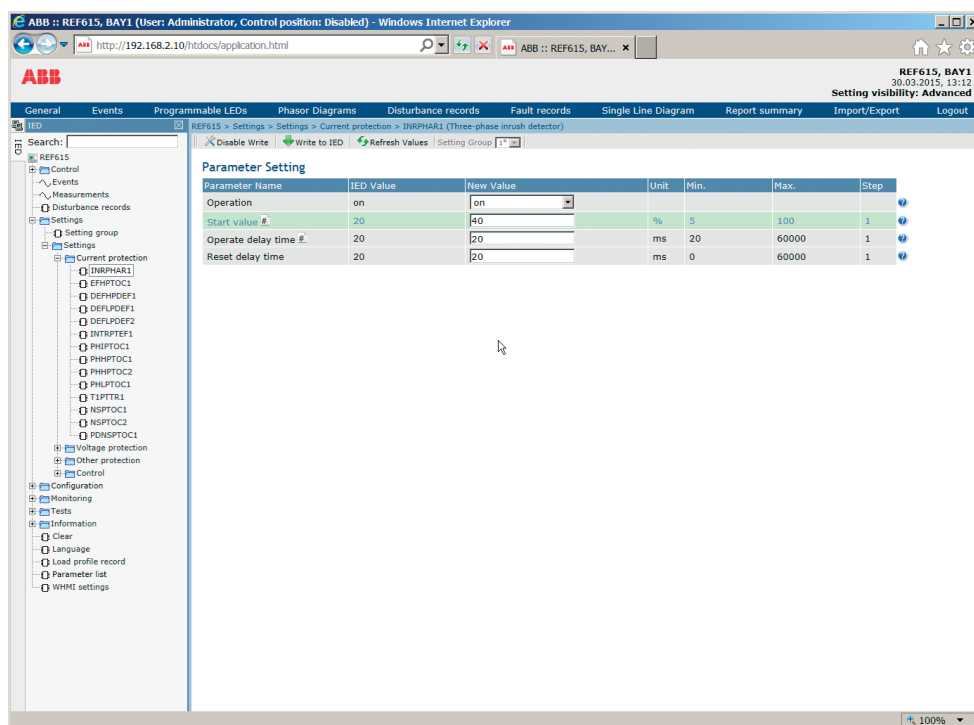 ABB :: REF615, BAY1 (User: Administrator, Control position: Disabled) - Windows Internet Explorer
ABB http://192.168.2.10/htdocs/application.html
ABB ABB :: REF615, BAY...
ABB
REF615, BAY1
30.03.2015, 13:12
Setting visibility: Advanced
General Events Programmable LEDs Phasor Diagrams Disturbance records Fault records Single Line Diagram Report summary Import/Export Logout
IED
IED
Search:
REF615
Control
Events
Measurements
Disturbance records
Settings
Setting group
Settings
Current protection
INRPHAR1
EFHPTOC1
DEFHPDEF1
DEFLPDEF1
DEFLPDEF2
INTRPTEF1
PHIPTOC1
PHHPTOC1
PHHPTOC2
PHLPTOC1
T1PTTR1
NSPTOC1
NSPTOC2
PDNSPTOC1
Voltage protection
Other protection
Control
Configuration
Monitoring
Tests
Information
Clear
Language
Load profile record
Parameter list
WHMI settings
REF615 > Settings > Settings > Current protection > INRPHAR1 (Three-phase inrush detector)
Disable Write Write to IED Refresh Values Setting Group 1*
Parameter Setting
Parameter Name IED Value New Value Unit Min. Max. Step
Operation on on
Start value # 20 40 % 5 100 1
Operate delay time # 20 20 ms 20 60000 1
Reset delay time 20 20 ms 0 60000 1
100%